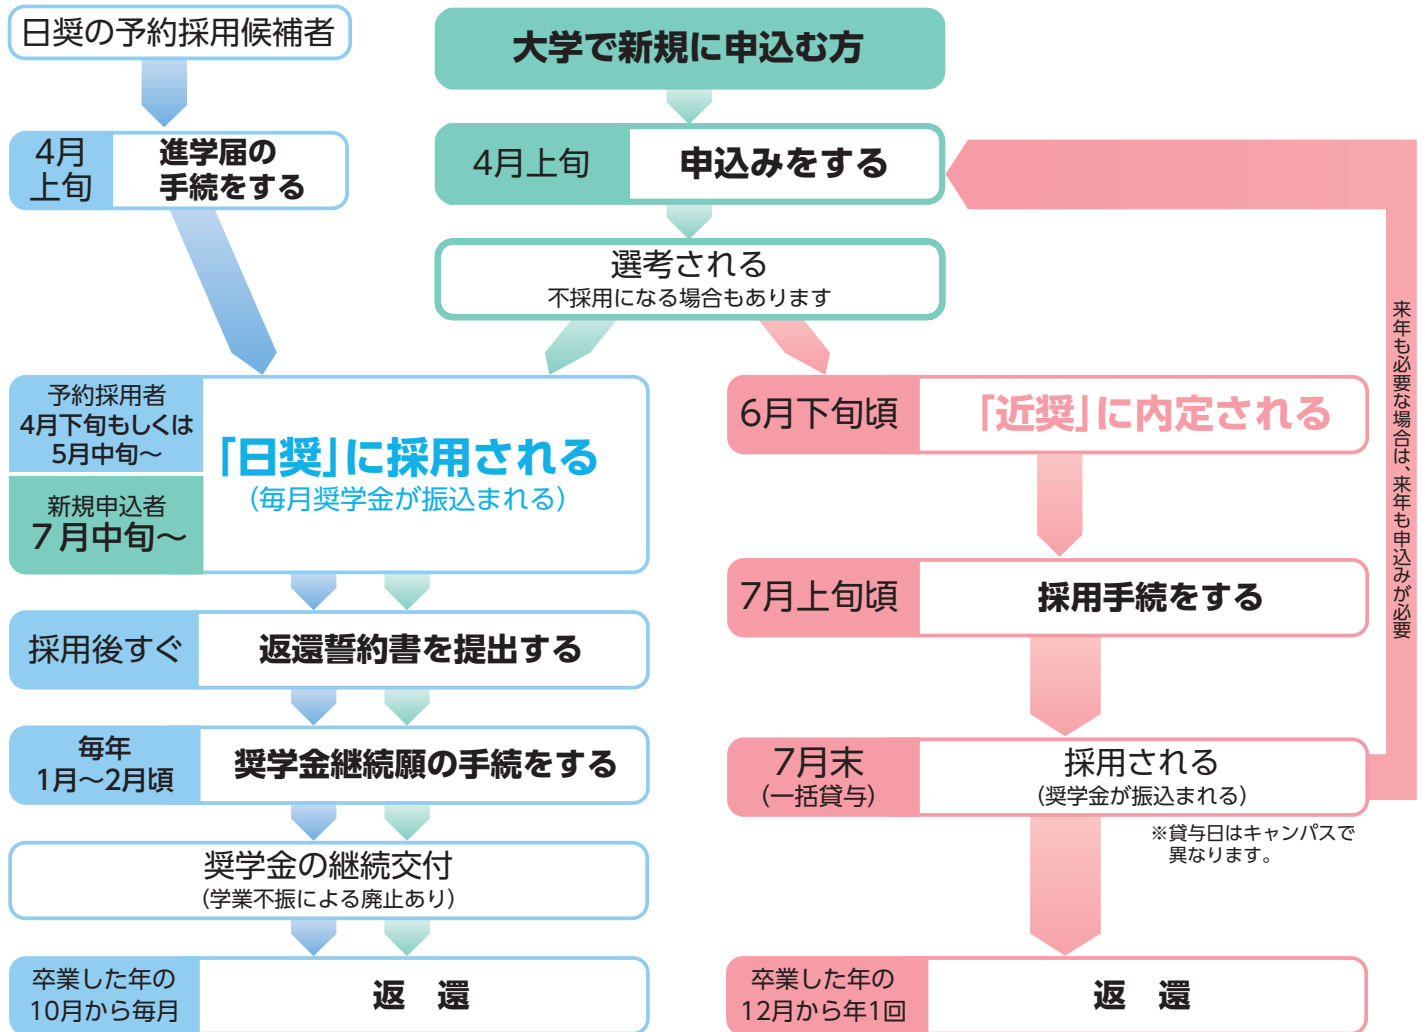 日奨の予約採用候補者
4月
上旬
進学届の
手続をする
大学で新規に申込む方
4月上旬
申込みをする
選考される
不採用になる場合もあります
予約採用者
4月下旬もしくは
5月中旬～
新規申込者
7月中旬～
「日奨」に採用される
（毎月奨学金が振込まれる）
採用後すぐ
返還誓約書を提出する
毎年
1月～2月頃
奨学金継続願の手続をする
奨学金の継続交付
（学業不振による廃止あり）
卒業した年の
10月から毎月
返　還
6月下旬頃
「近奨」に内定される
7月上旬頃
採用手続をする
7月末
（一括貸与）
採用される
（奨学金が振込まれる）
※貸与日はキャンパスで
異なります。
卒業した年の
12月から年1回
返　還
来年も必要な場合は、来年も申込みが必要